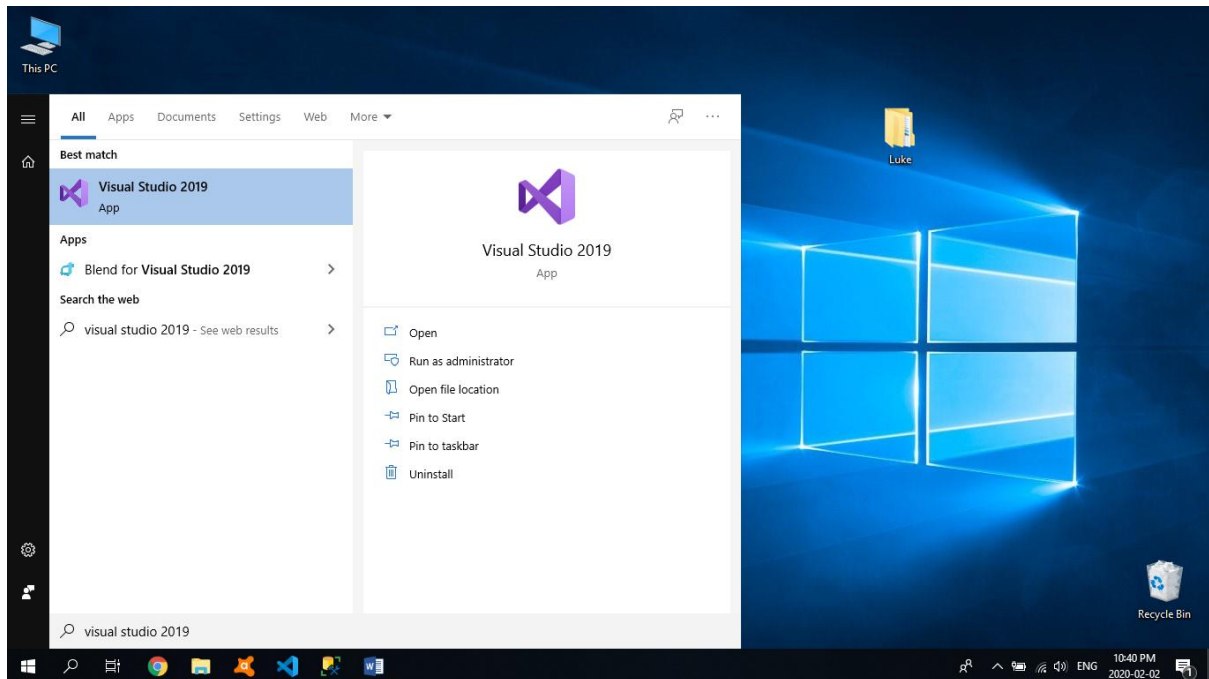 This PC
All Apps Documents Settings Web More
Best match
Visual Studio 2019
App
Apps
Blend for Visual Studio 2019
Search the web
visual studio 2019 - See web results
Visual Studio 2019
App
Open
Run as administrator
Open file location
Pin to Start
Pin to taskbar
Uninstall
visual studio 2019
Luke
Recycle Bin
W
ENG
10:40 PM
2020-02-02
1